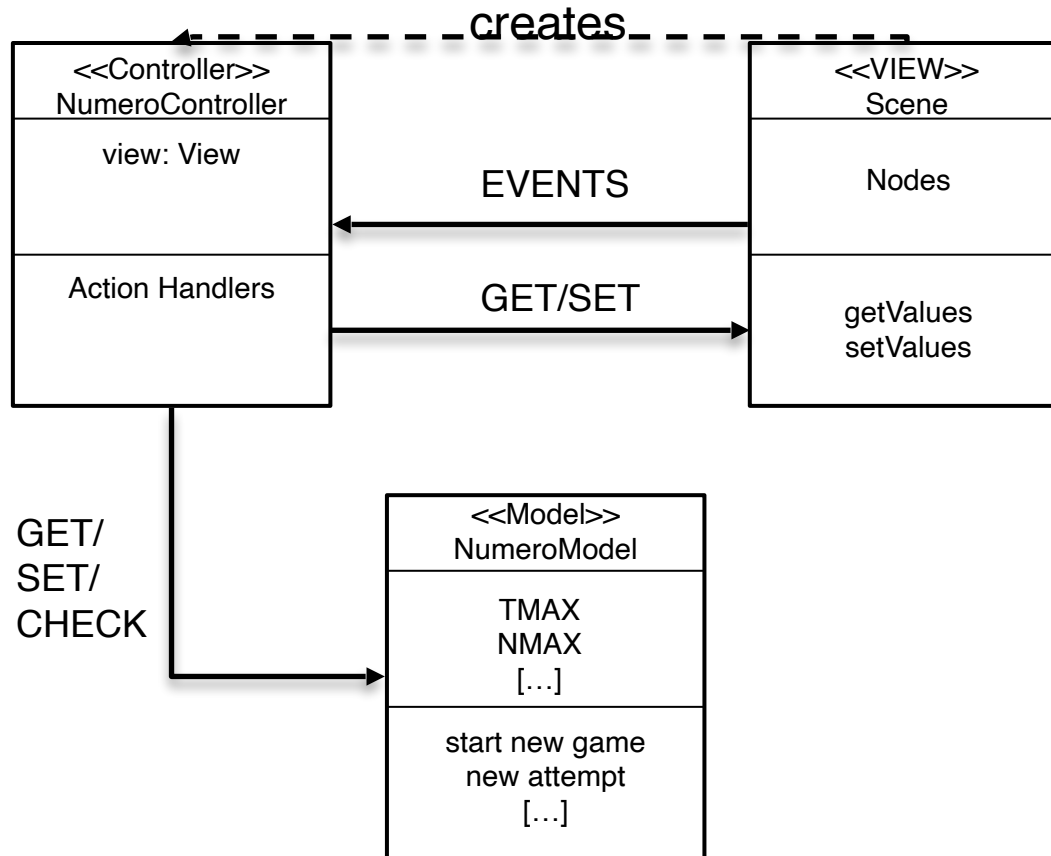 creates
<<Controller>>
NumeroController
view: View
Action Handlers
<<VIEW>>
Scene
Nodes
getValues
setValues
EVENTS
GET/SET
GET/
SET/
CHECK
<<Model>>
NumeroModel
TMAX
NMAX
[…]
start new game
new attempt
[…]